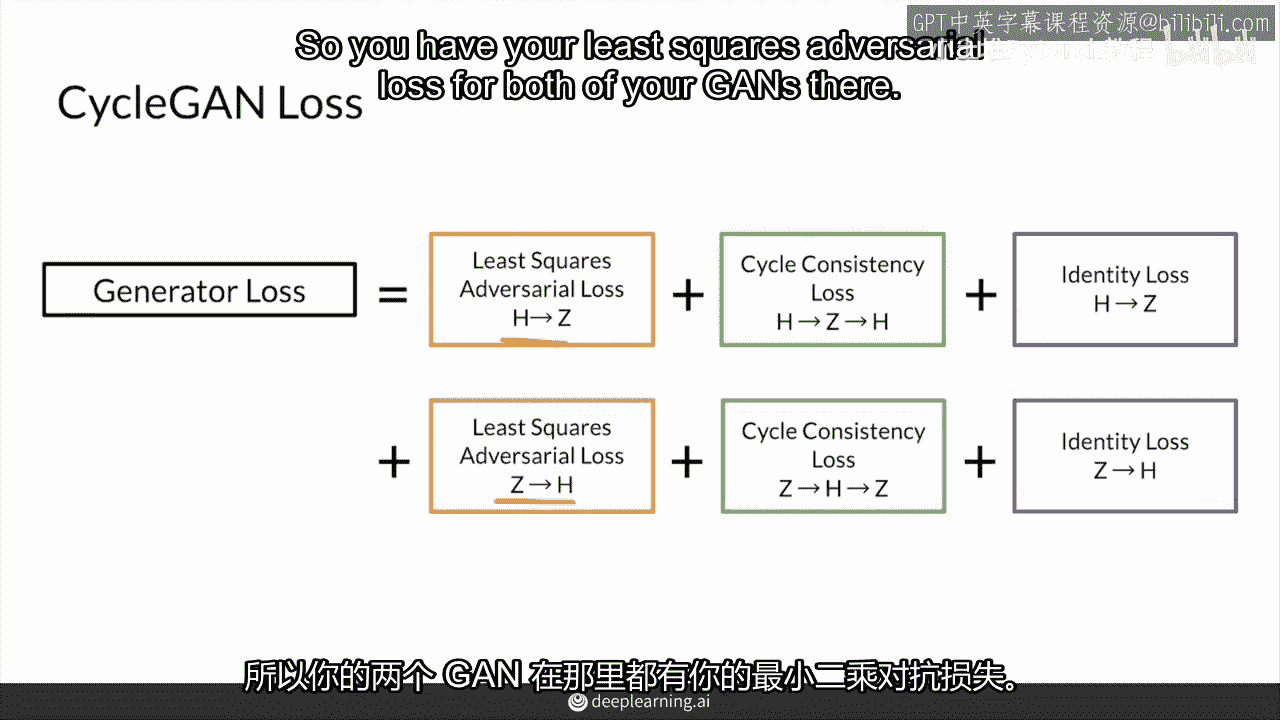 GPT中英字幕课程资源@bilibili.com
So you have your least squares adversarial
loss for both of your GANs there.
CycleGAN Loss
Generator Loss
=
Least Squares
Adversarial Loss
H→ Z
+
Cycle Consistency
Loss
H → Z → H
+
Identity Loss
H → Z
+
Least Squares
Adversarial Loss
Z → H
+
Cycle Consistency
Loss
Z → H → Z
+
Identity Loss
Z → H
所以你的两个 GAN 在那里都有你的最小二乘对抗损失。
deeplearning.ai